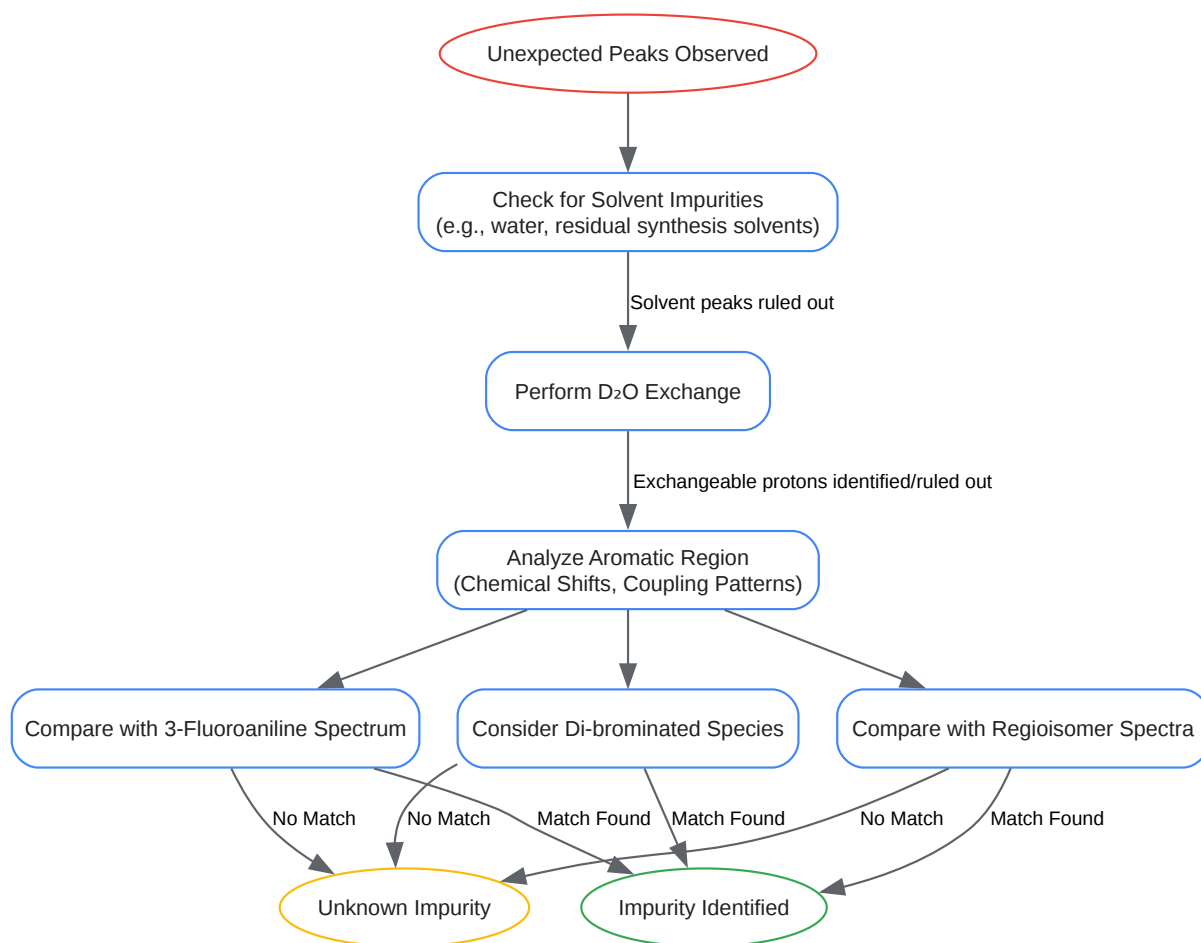 Unexpected Peaks Observed
Check for Solvent Impurities
(e.g., water, residual synthesis solvents)
Solvent peaks ruled out
Perform D₂O Exchange
Exchangeable protons identified/ruled out
Analyze Aromatic Region
(Chemical Shifts, Coupling Patterns)
Compare with 3-Fluoroaniline Spectrum
Consider Di-brominated Species
Compare with Regioisomer Spectra
No Match
No Match
Match Found
Match Found
No Match
Match Found
Unknown Impurity
Impurity Identified